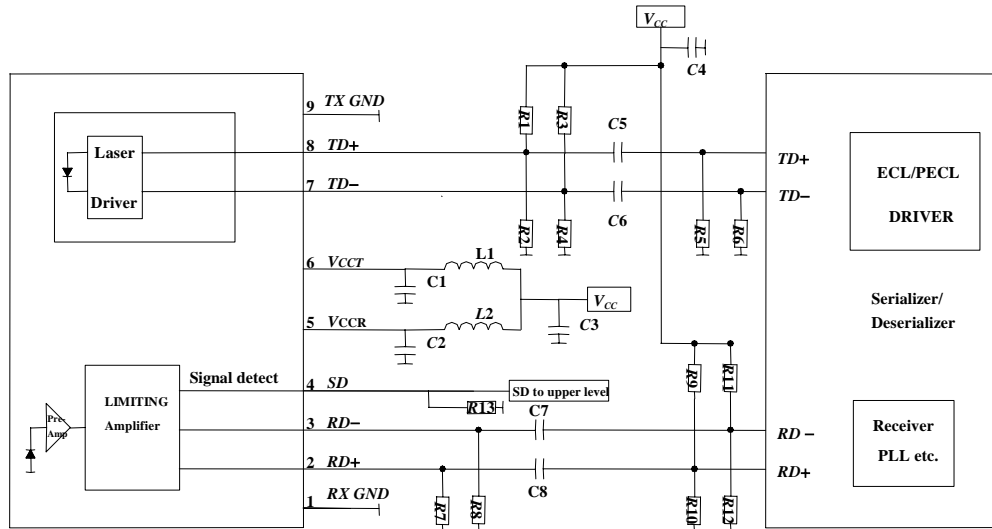 VCC
C4
9 TX GND
R1
R3
C5
Laser
Driver
8 TD+
TD+
ECL/PECL
DRIVER
7 TD−
TD−
C6
R2
R4
R5
R6
6 VCCT
C1
L1
VCC
Serializer/
Deserializer
5 VCCR
C2
L2
C3
Signal detect
4 SD
SD to upper level
R9
R11
LIMITING
Amplifier
Pre-
Amp
R13
C7
3 RD−
RD −
Receiver
PLL etc.
2 RD+
RD+
C8
1 RX GND
R7
R8
R10
R12